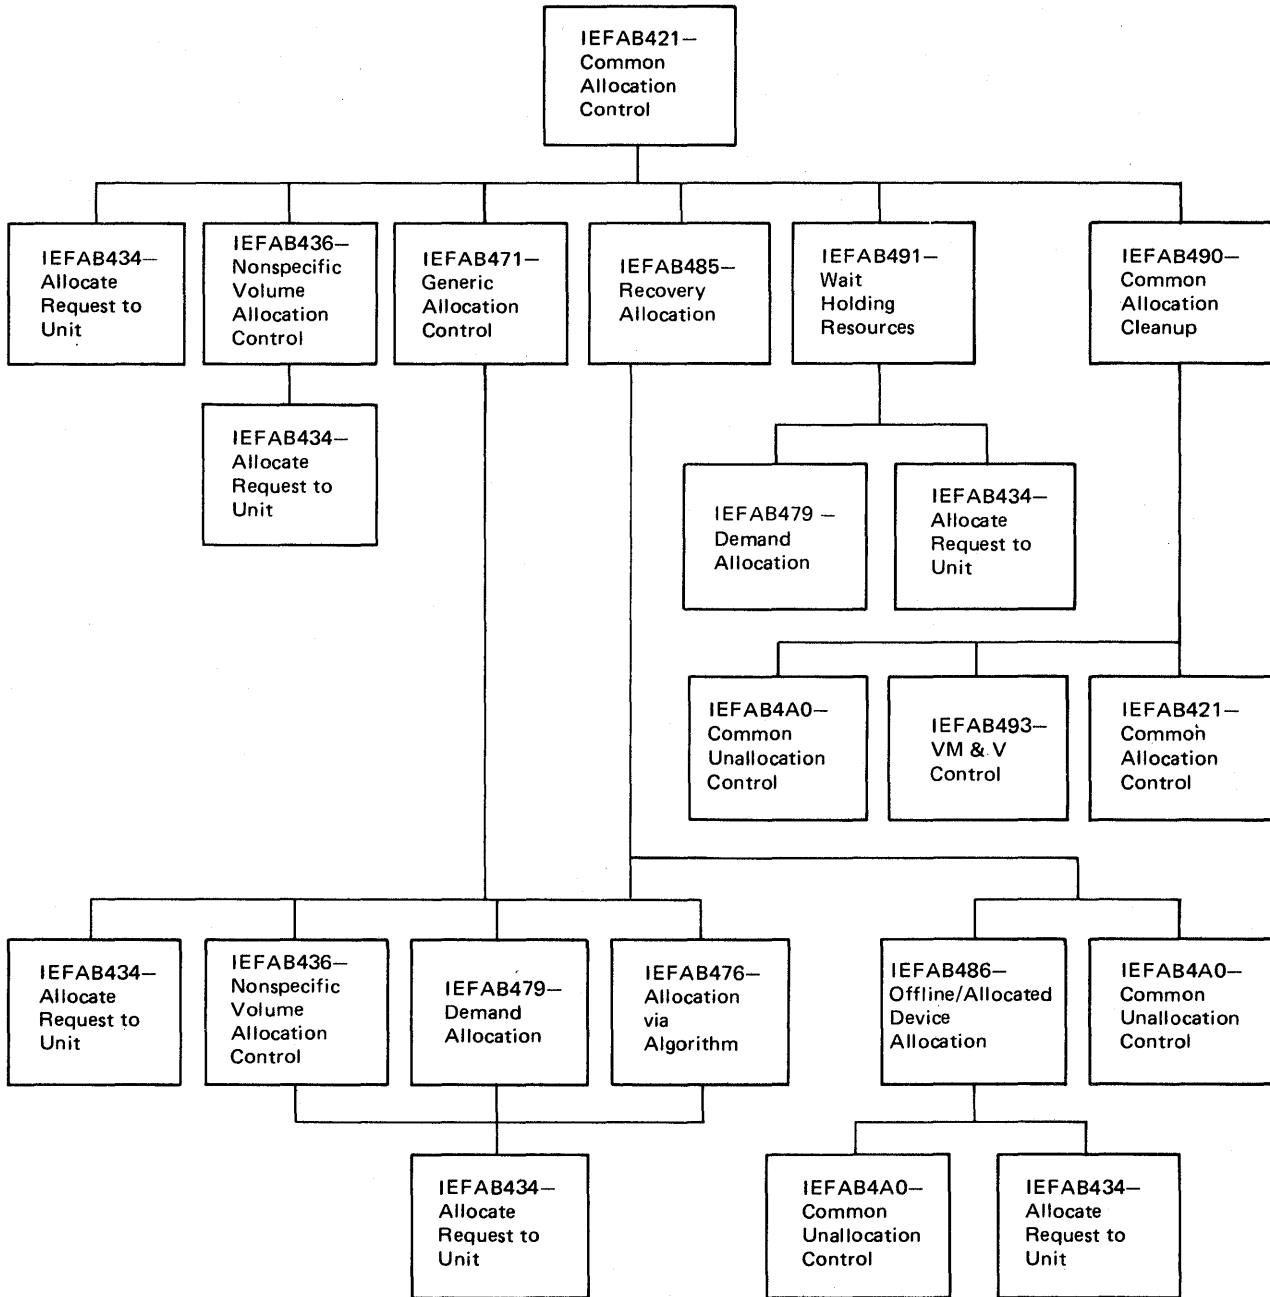 IEFAB421—
Common
Allocation
Control
IEFAB434—
Allocate
Request to
Unit
IEFAB436—
Nonspecific
Volume
Allocation
Control
IEFAB471—
Generic
Allocation
Control
IEFAB485—
Recovery
Allocation
IEFAB491—
Wait
Holding
Resources
IEFAB490—
Common
Allocation
Cleanup
IEFAB434—
Allocate
Request to
Unit
IEFAB479 —
Demand
Allocation
IEFAB434—
Allocate
Request to
Unit
IEFAB4A0—
Common
Unallocation
Control
IEFAB493—
VM & V
Control
IEFAB421—
Common
Allocation
Control
IEFAB434—
Allocate
Request to
Unit
IEFAB436—
Nonspecific
Volume
Allocation
Control
IEFAB479—
Demand
Allocation
IEFAB476—
Allocation
via
Algorithm
IEFAB486—
Offline/Allocated
Device
Allocation
IEFAB4A0—
Common
Unallocation
Control
IEFAB434—
Allocate
Request to
Unit
IEFAB4A0—
Common
Unallocation
Control
IEFAB434—
Allocate
Request to
Unit